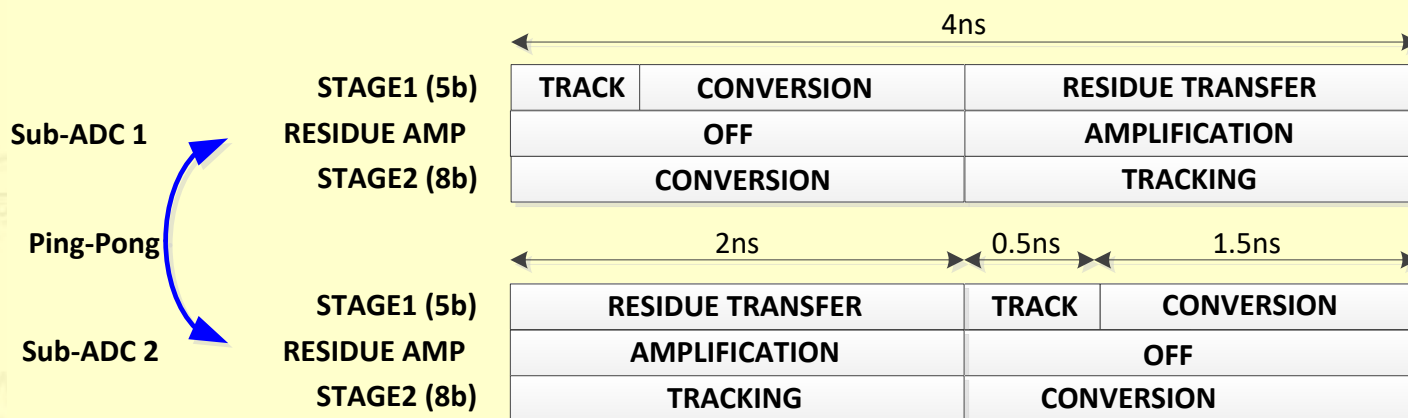 4ns
STAGE1 (5b) TRACK CONVERSION RESIDUE TRANSFER
Sub-ADC 1 RESIDUE AMP OFF AMPLIFICATION
STAGE2 (8b) CONVERSION TRACKING
Ping-Pong 2ns 0.5ns 1.5ns
STAGE1 (5b) RESIDUE TRANSFER TRACK CONVERSION
Sub-ADC 2 RESIDUE AMP AMPLIFICATION OFF
STAGE2 (8b) TRACKING CONVERSION